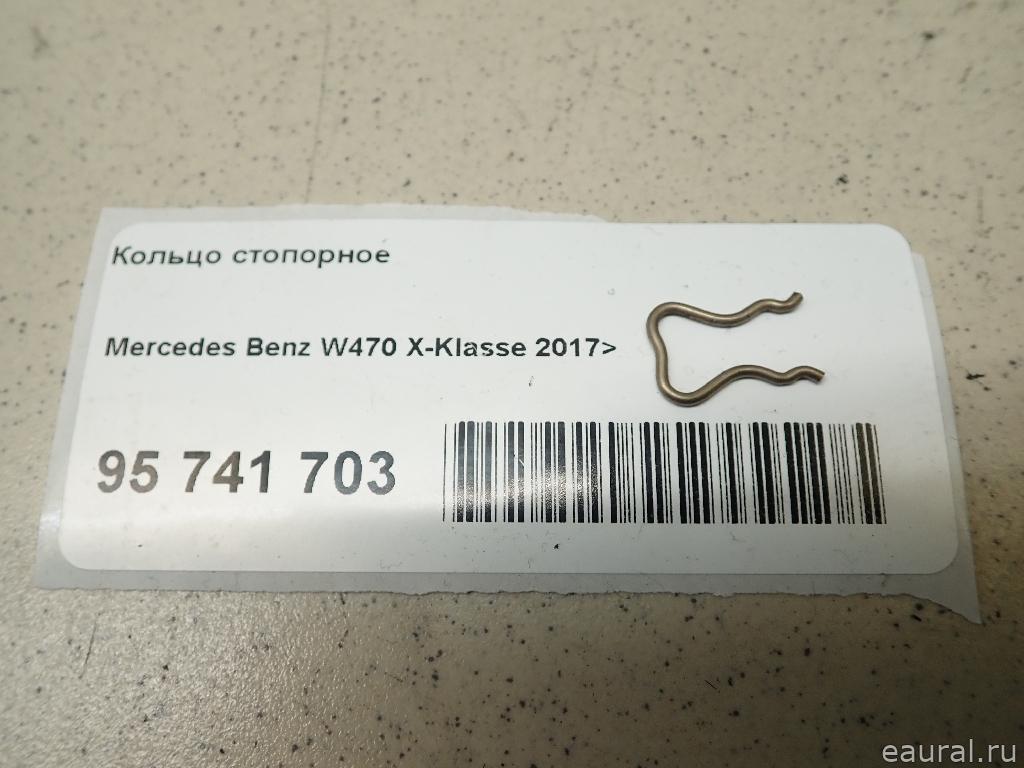 Кольцо стопорное
Mercedes Benz W470 X-Klasse 2017>
95 741 703
eaural.ru